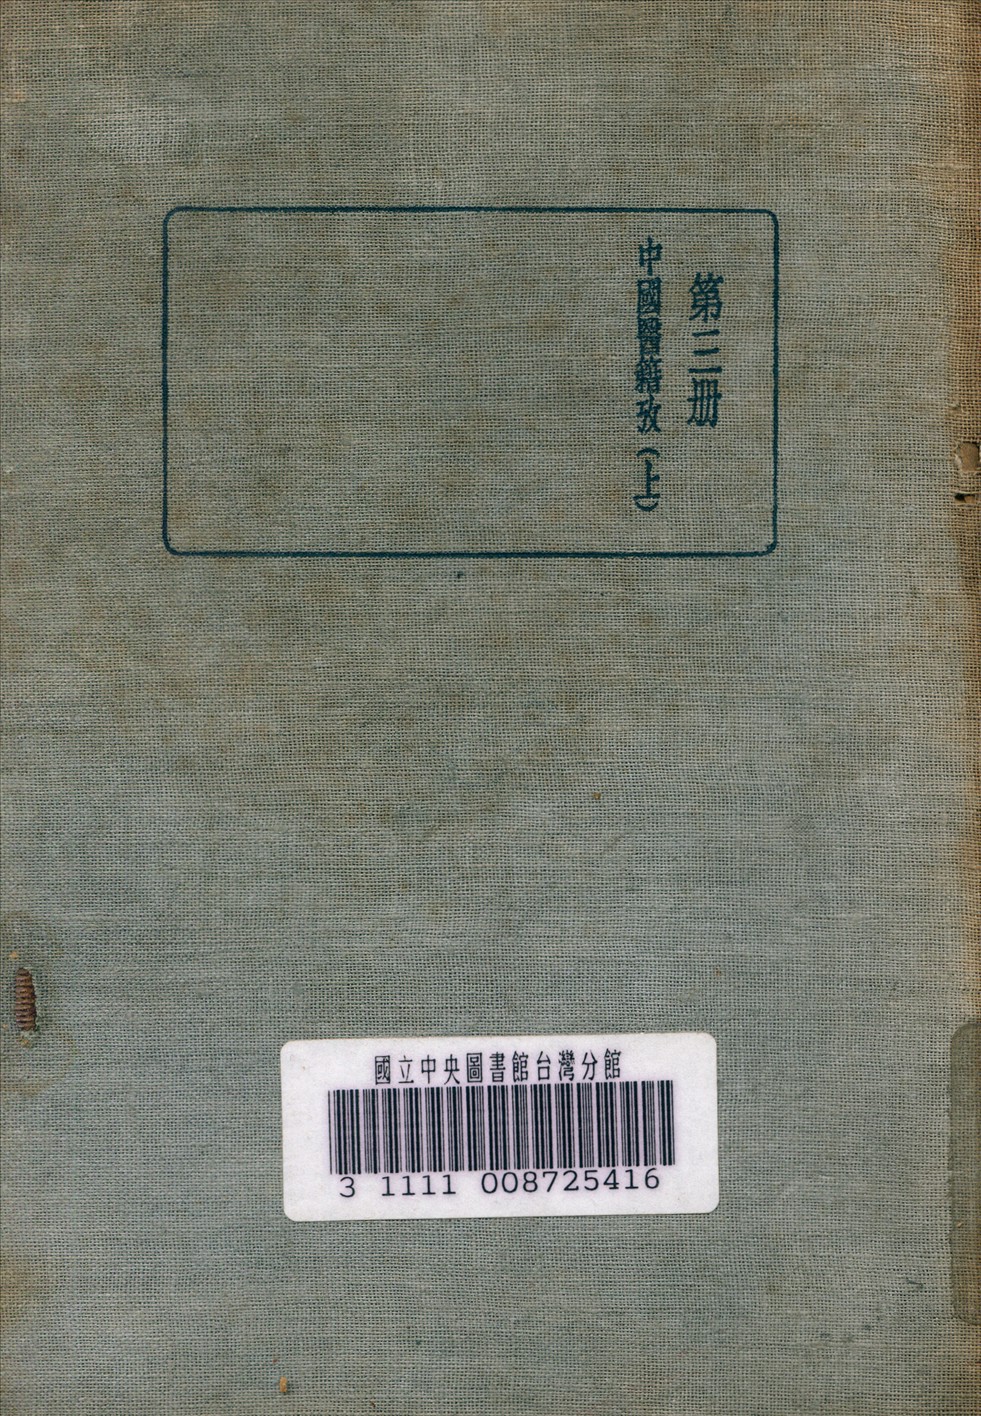 第三册
中國醫籍攷（上）
國立中央圖書館台灣分館
3 1111 008725416